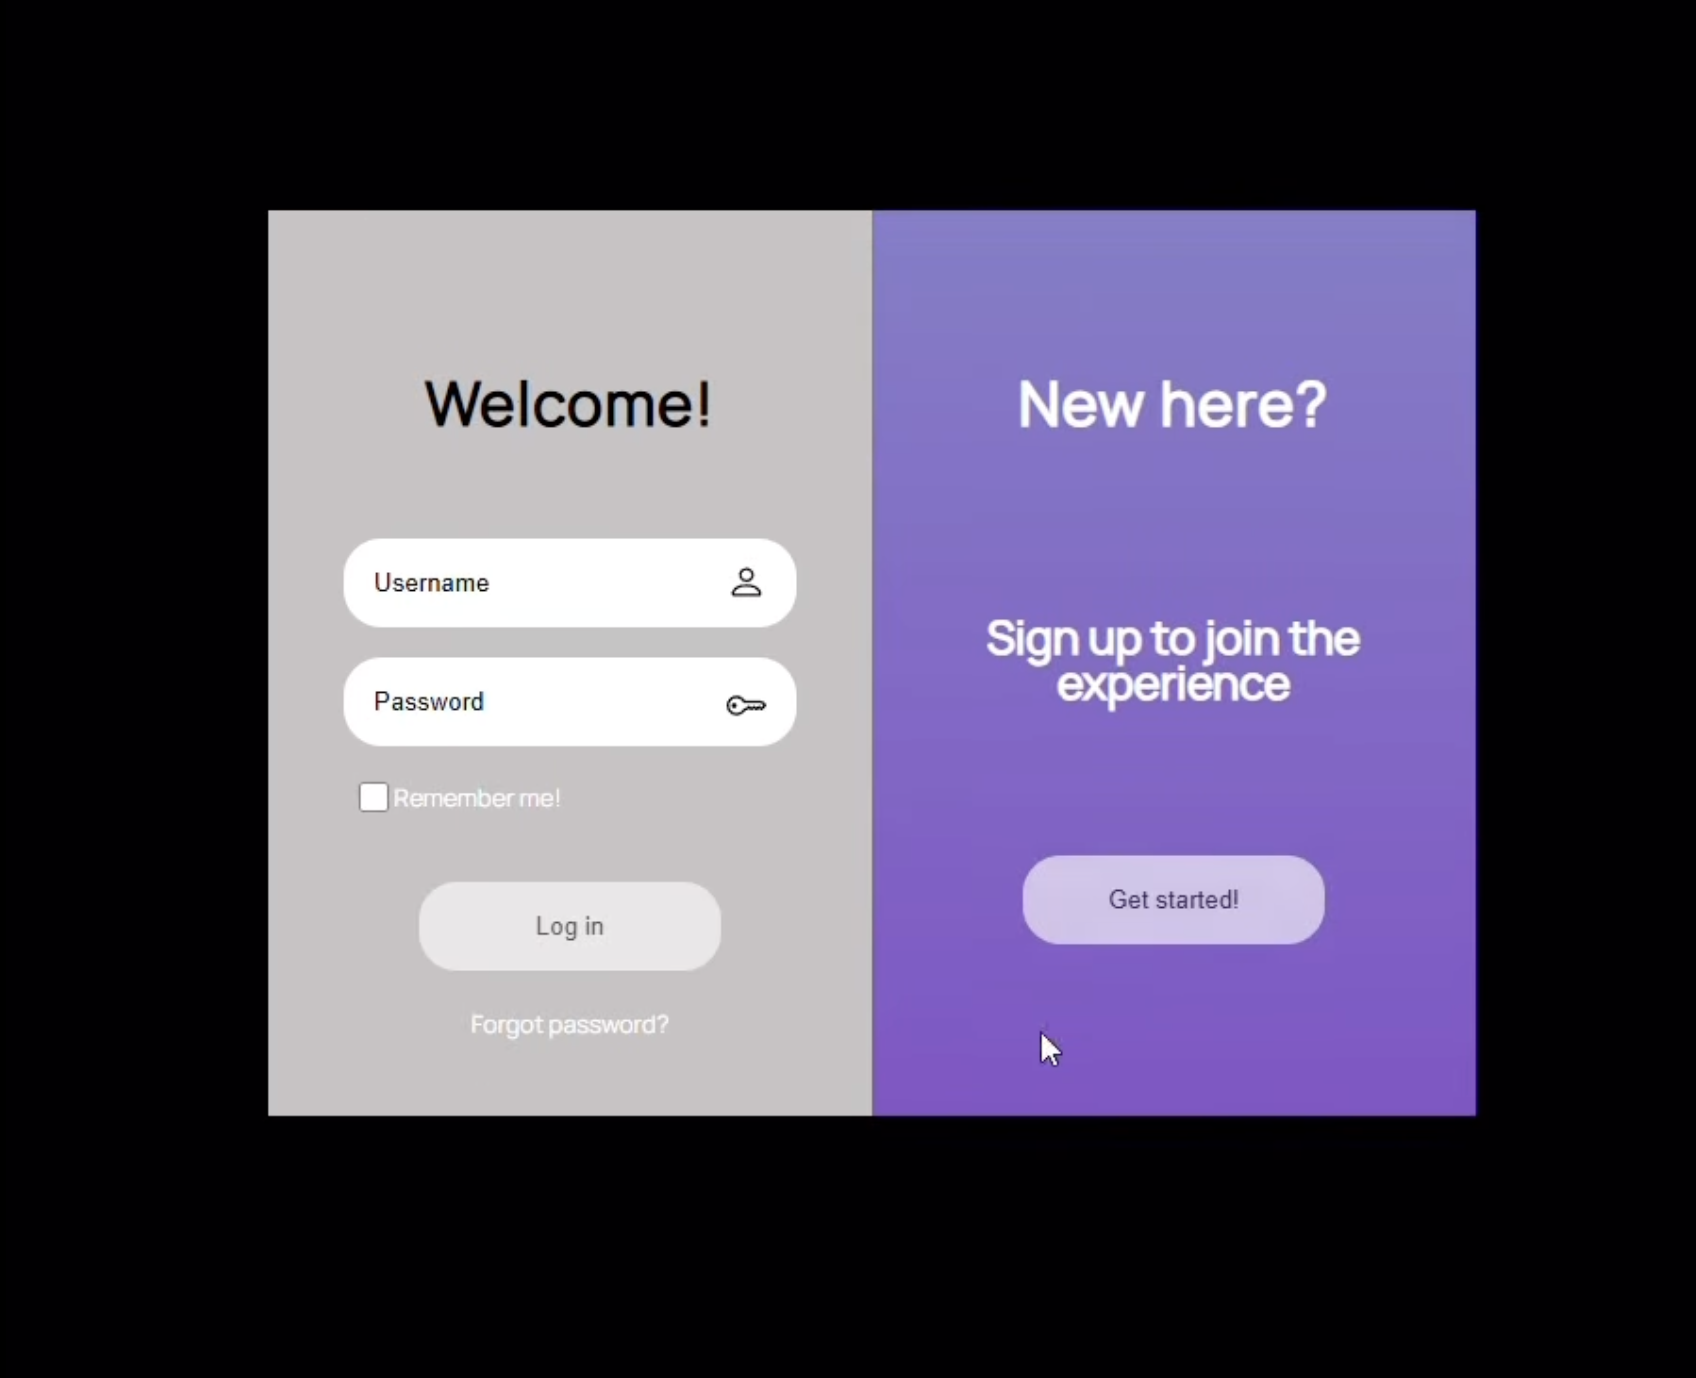 Welcome!
Username
Password
Remember me!
Log in
Forgot password?
New here?
Sign up to join the
experience
Get started!